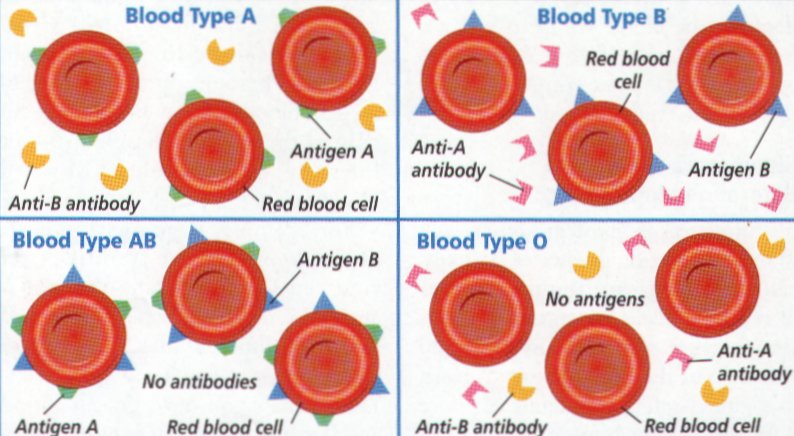 Blood Type A
Antigen A
Anti-B antibody
Red blood cell
Blood Type B
Red blood
cell
Anti-A
antibody
Antigen B
Blood Type AB
Antigen B
No antibodies
Antigen A
Red blood cell
Blood Type O
No antigens
Anti-A
antibody
Anti-B antibody
Red blood cell